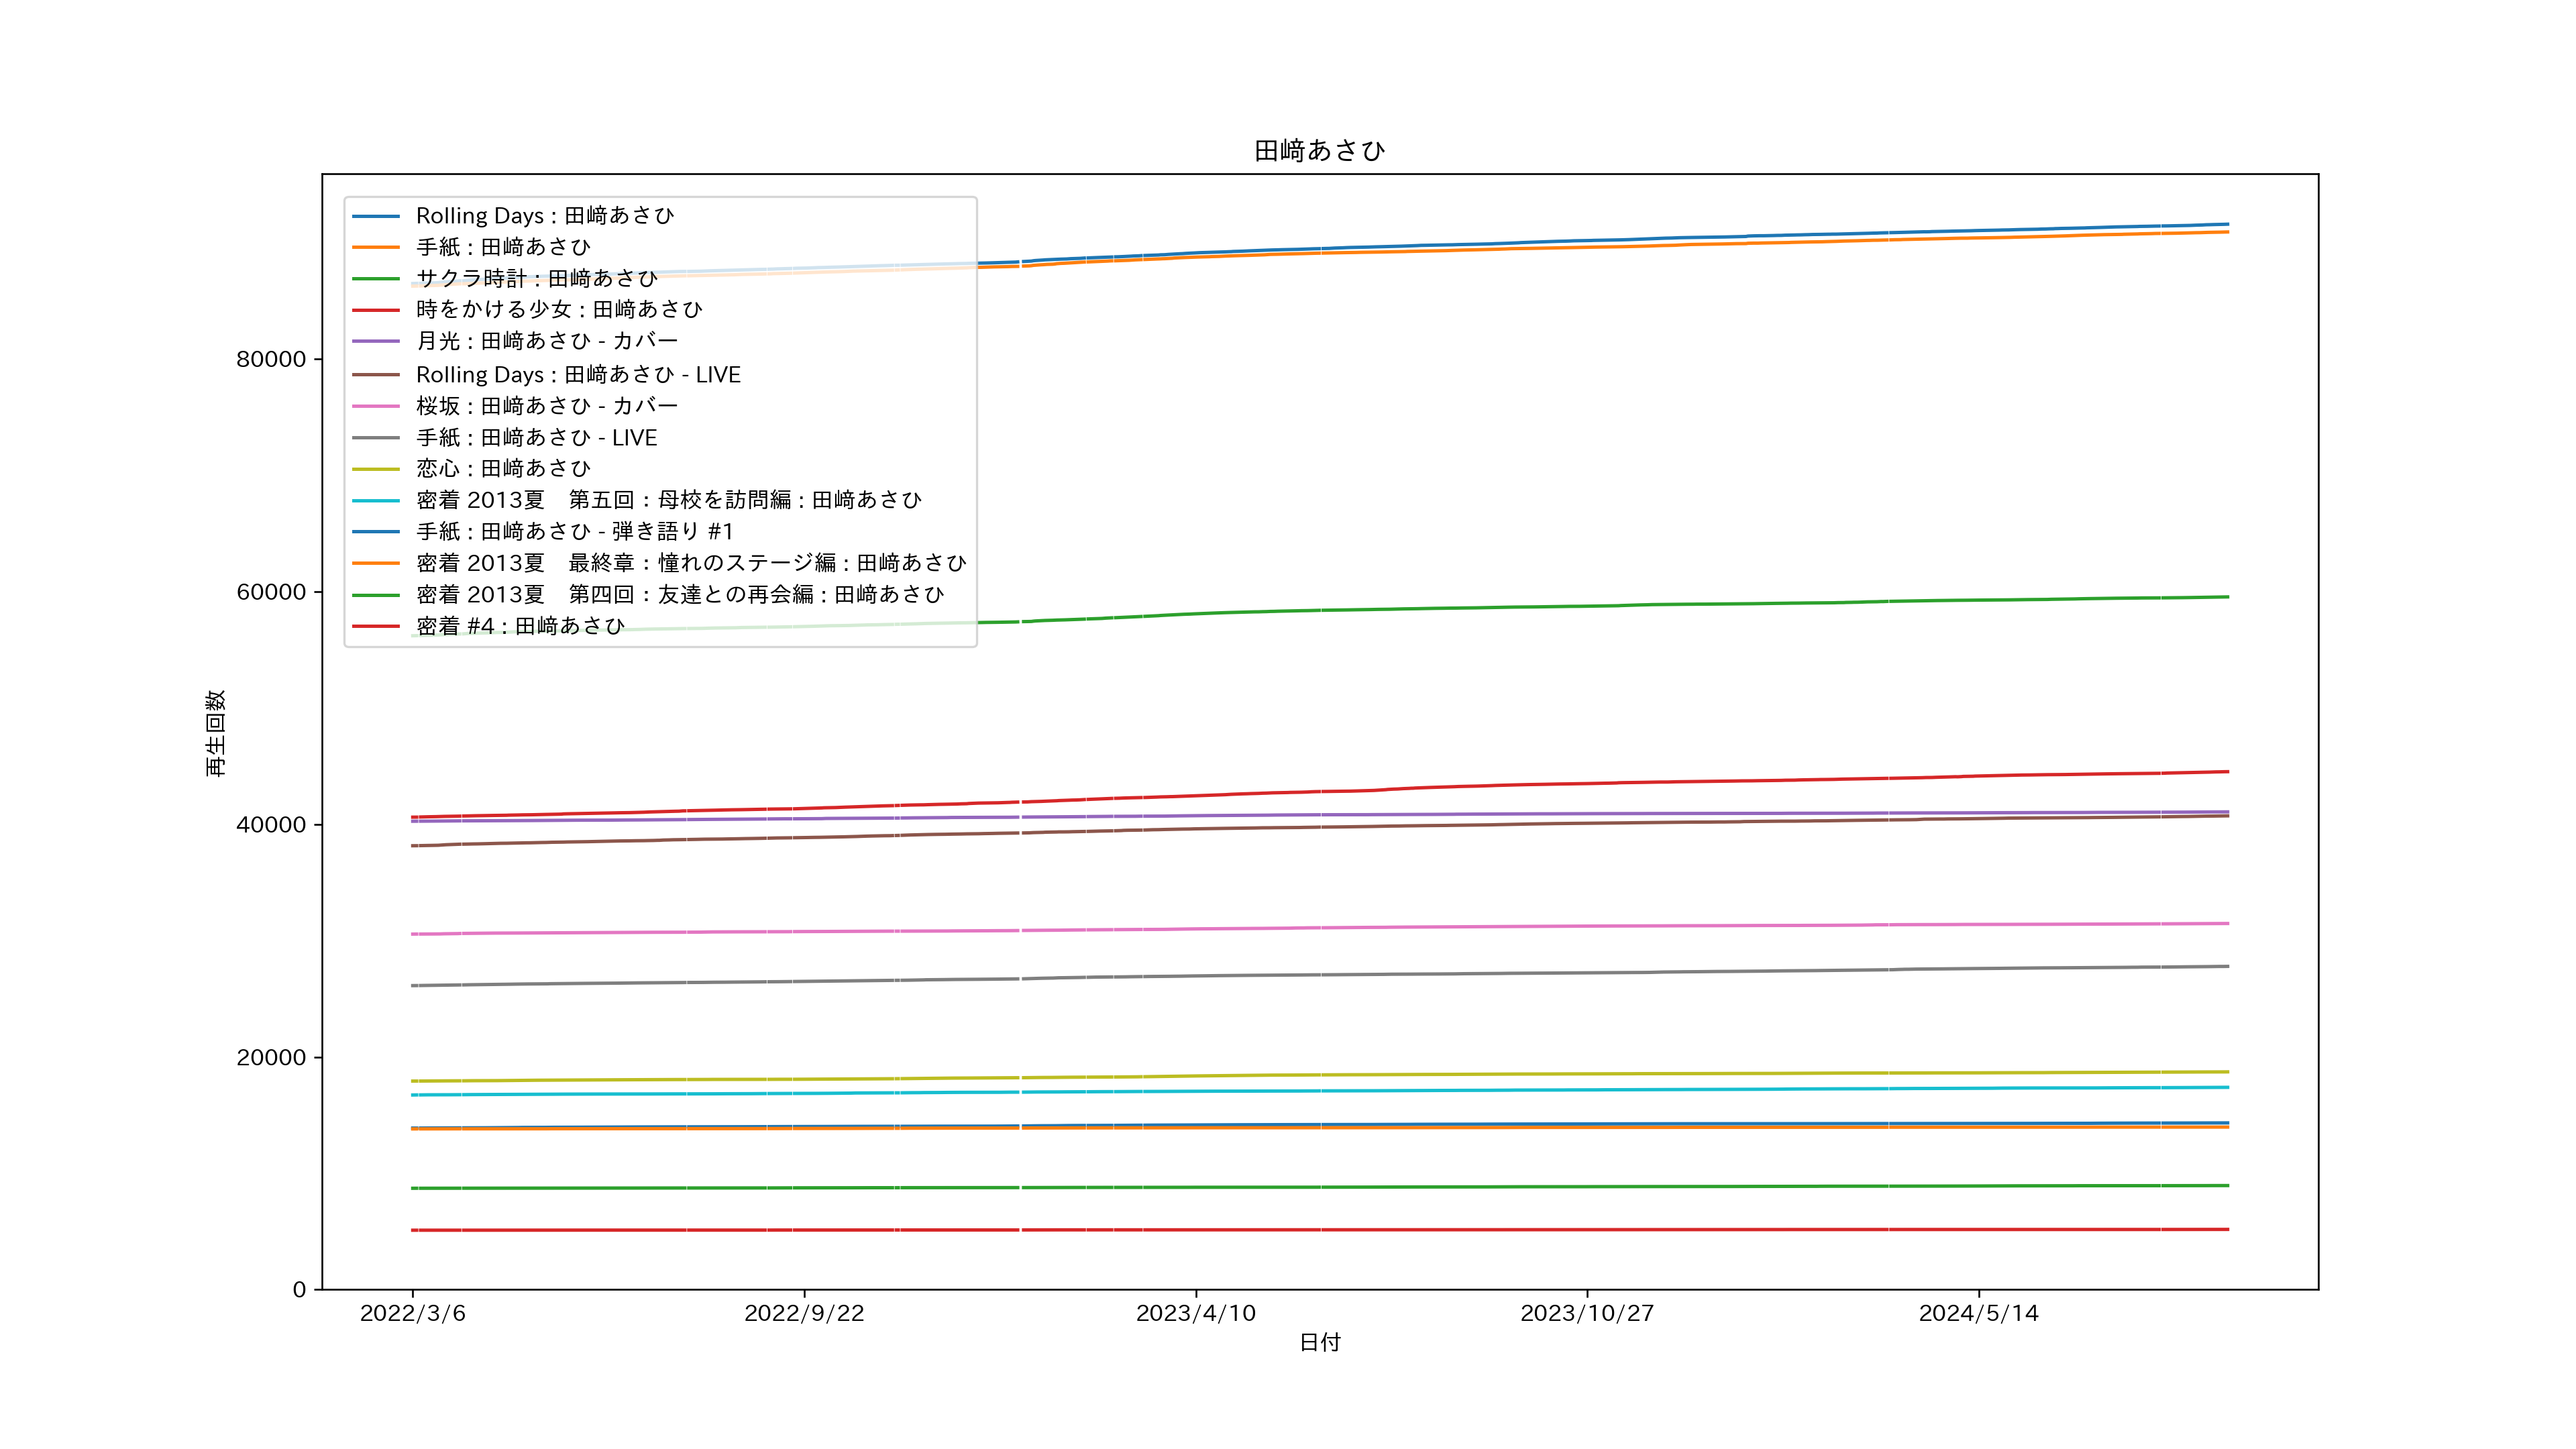 田﨑あさひ
Rolling Days : 田﨑あさひ
手紙 : 田﨑あさひ
サクラ時計 : 田﨑あさひ
時をかける少女 : 田﨑あさひ
月光 : 田﨑あさひ - カバー
Rolling Days : 田﨑あさひ - LIVE
桜坂 : 田﨑あさひ - カバー
手紙 : 田﨑あさひ - LIVE
恋心 : 田﨑あさひ
密着 2013夏　第五回：母校を訪問編 : 田﨑あさひ
手紙 : 田﨑あさひ - 弾き語り #1
密着 2013夏　最終章：憧れのステージ編 : 田﨑あさひ
密着 2013夏　第四回：友達との再会編 : 田﨑あさひ
密着 #4 : 田﨑あさひ
80000
60000
40000
20000
0
再生回数
2022/3/6
2022/9/22
2023/4/10
2023/10/27
2024/5/14
日付